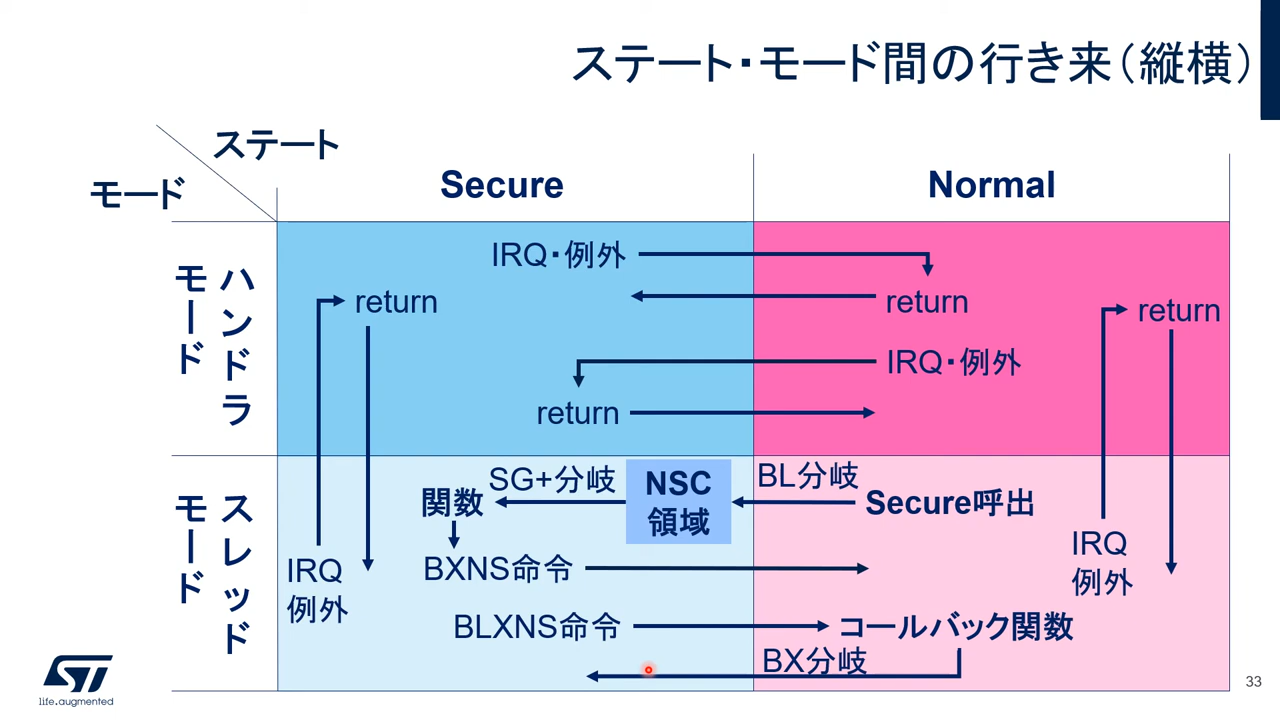 ステート・モード間の行き来（縦横）
ステート
モード
Secure
Normal
ハンドラ
モード
IRQ・例外
return
return
return
IRQ・例外
return
スレッド
モード
SG+分岐
NSC
領域
BL分岐
関数
Secure呼出
BXNS命令
IRQ
例外
IRQ
例外
BLXNS命令
コールバック関数
BX分岐
ST
life.augmented
33